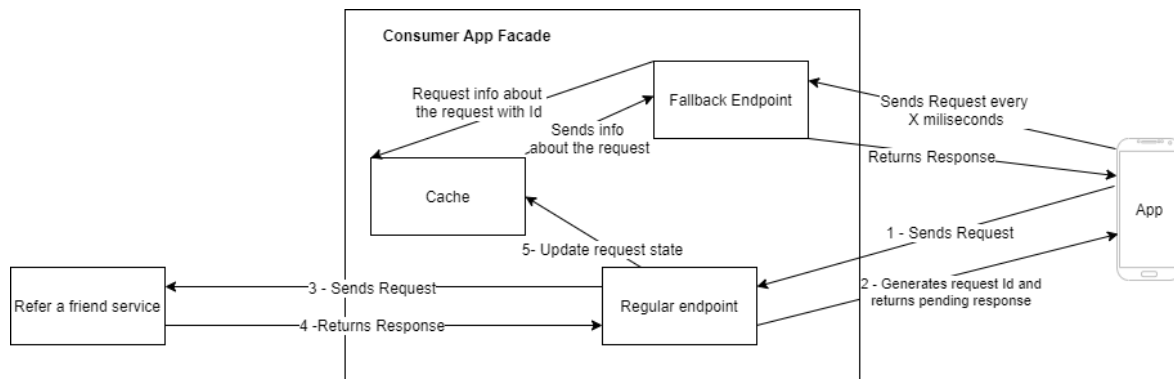 Consumer App Facade
Request info about
the request with Id
Fallback Endpoint
Sends Request every
X miliseconds
Sends info
about the request
Returns Response
Cache
App
1 - Sends Request
5- Update request state
2 - Generates request Id and
returns pending response
Refer a friend service
3 - Sends Request
Regular endpoint
4 -Returns Response